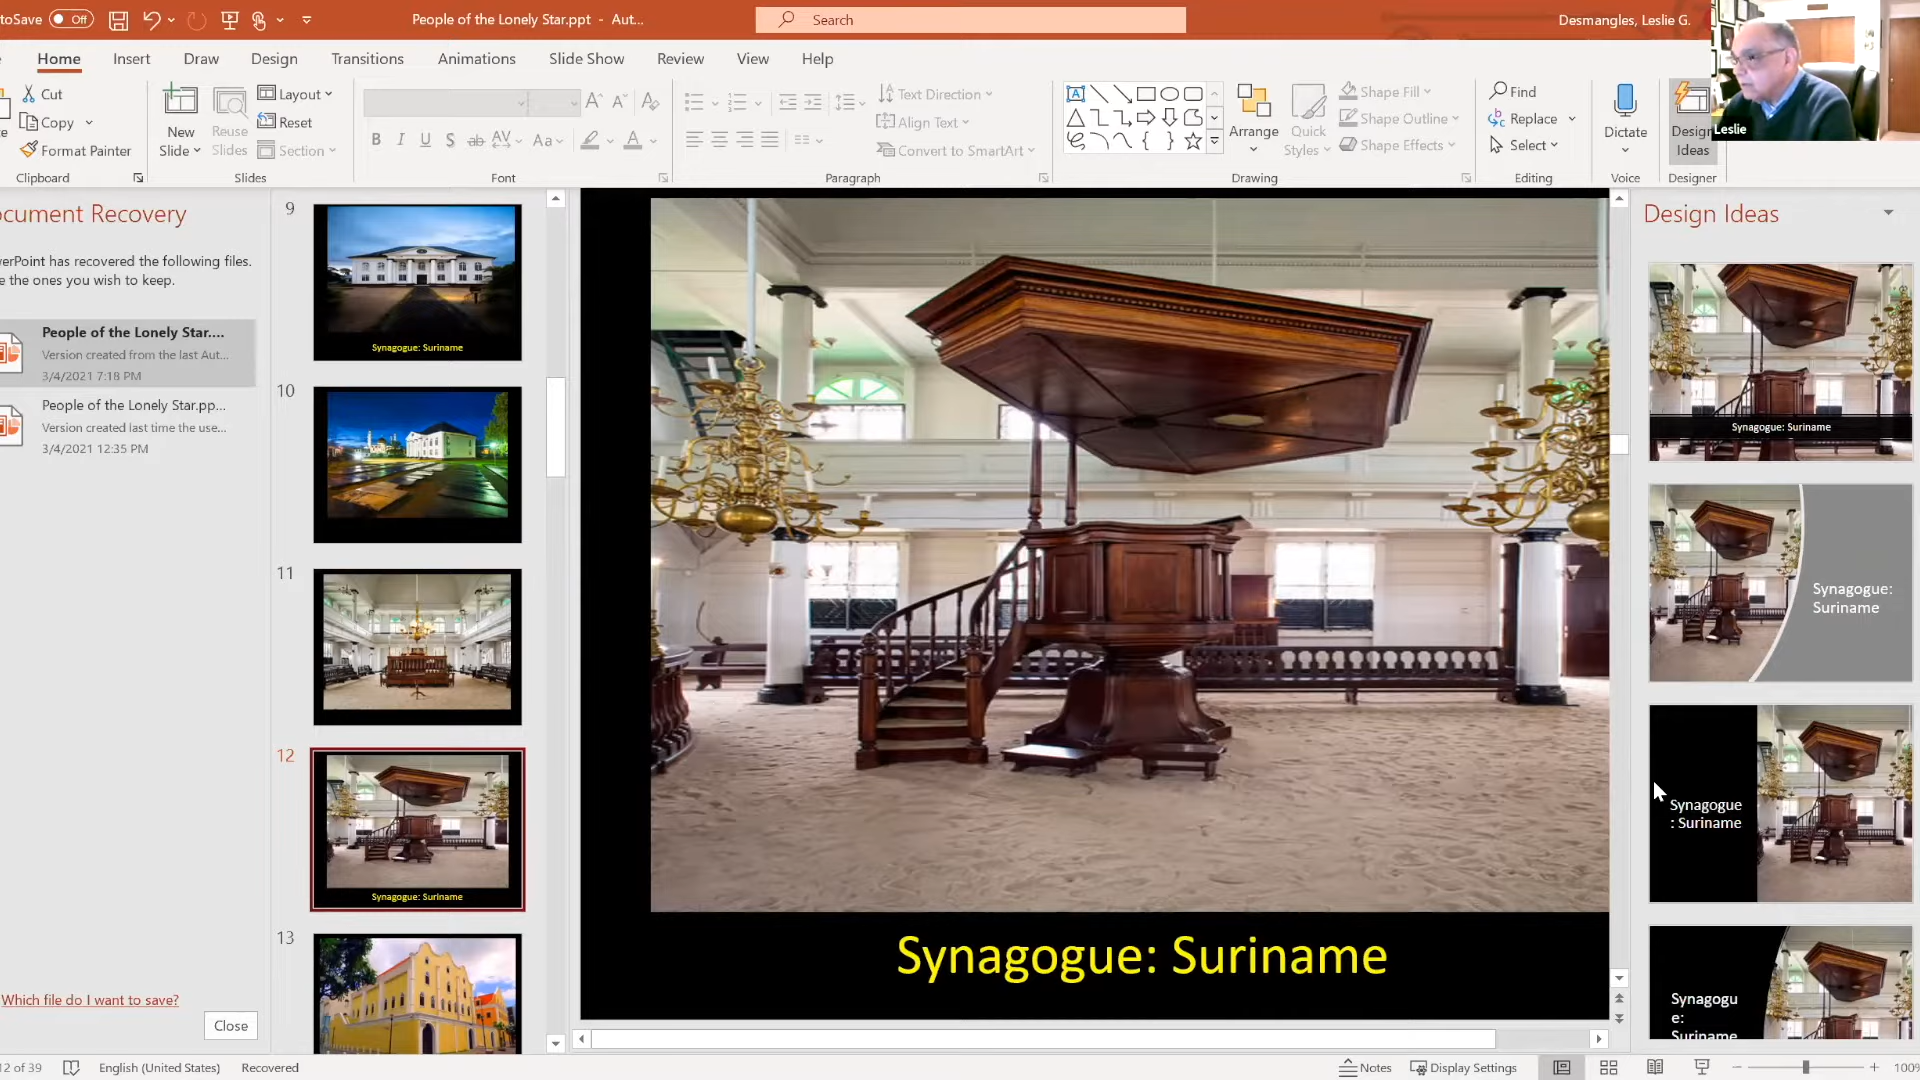 toSave Off
People of the Lonely Star.ppt - Aut...
Search
Desmangles, Leslie G.
Home Insert Draw Design Transitions Animations Slide Show Review View Help
Cut
Copy
Format Painter
Clipboard
New
Slide
Reuse
Slides
Layout
Reset
Section
Slides
Font
Text Direction
Align Text
Convert to SmartArt
Paragraph
Arrange
Quick
Styles
Shape Fill
Shape Outline
Shape Effects
Drawing
Find
Replace
Select
Editing
Dictate
Voice
Design
Ideas
Designer
Leslie
ocument Recovery
verPoint has recovered the following files.
e the ones you wish to keep.
People of the Lonely Star....
Version created from the last Aut...
3/4/2021 7:18 PM
People of the Lonely Star.pp...
Version created last time the use...
3/4/2021 12:35 PM
Which file do I want to save?
Close
9
Synagogue: Suriname
10
11
12
Synagogue: Suriname
13
Synagogue: Suriname
Design Ideas
Synagogue: Suriname
Synagogue:
Suriname
Synagogue
: Suriname
Synagogu
e:
Suriname
12 of 39
English (United States)
Recovered
Notes
Display Settings
100%